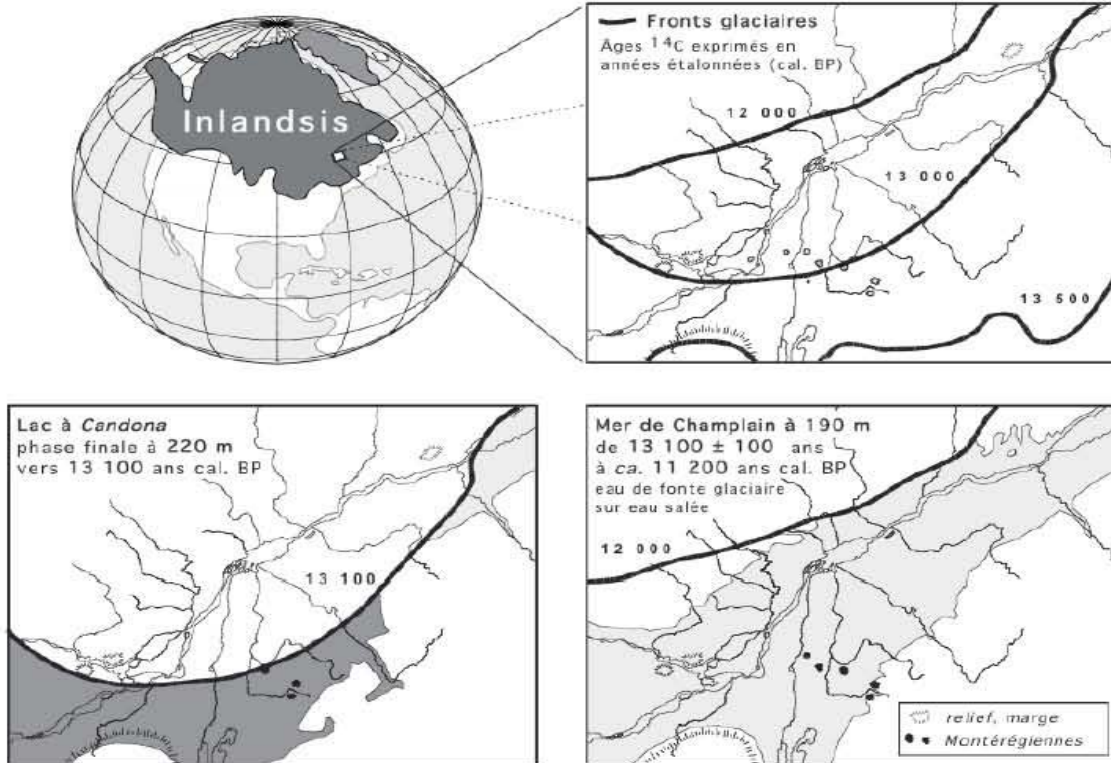 Inlandsis
Fronts glaciaires
Âges 14C exprimés en
années étalonnées (cal. BP)
12 000
13 000
13 500
Lac à Candona
phase finale à 220 m
vers 13 100 ans cal. BP
13 100
Mer de Champlain à 190 m
de 13 100 ± 100 ans
à ca. 11 200 ans cal. BP
eau de fonte glaciaire
sur eau salée
12 000
relief, marge
Montérégiennes